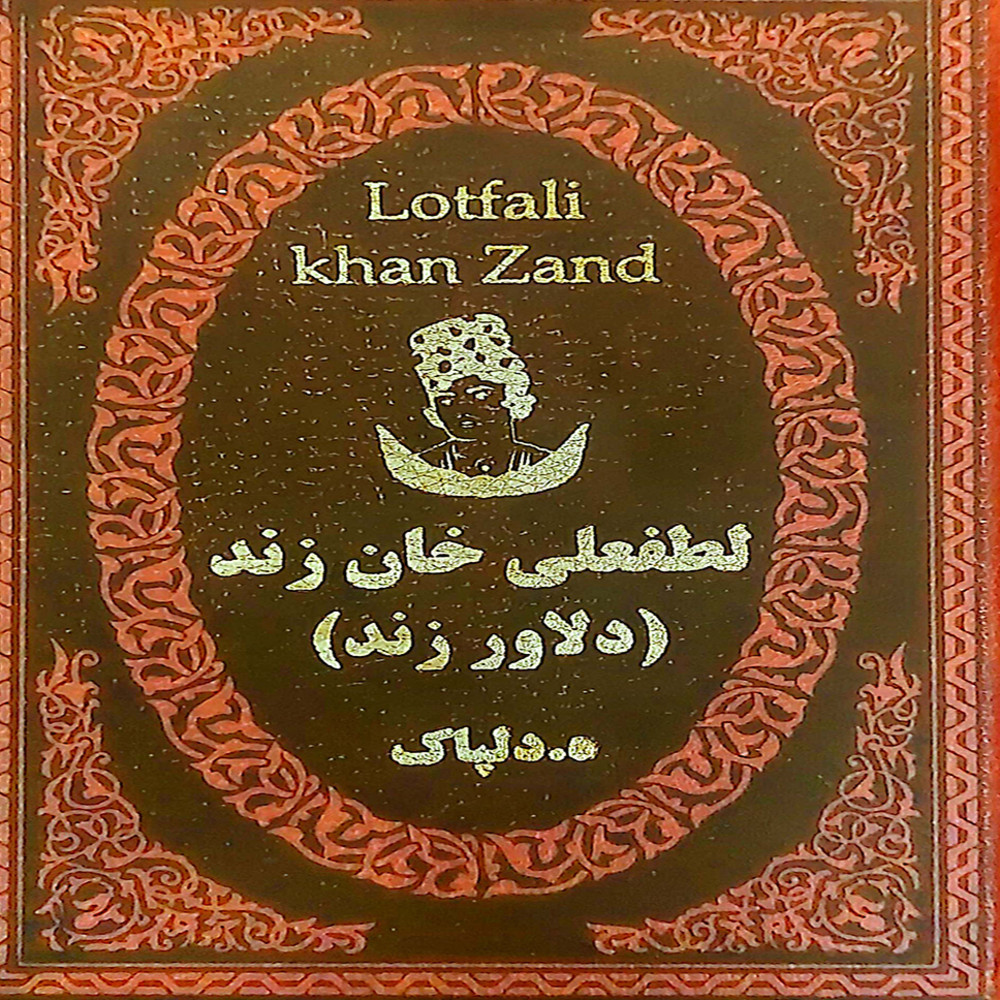 Lotfali
khan Zand
لطفعلی خان زند
(دلاور زند)
ه.دلپاک